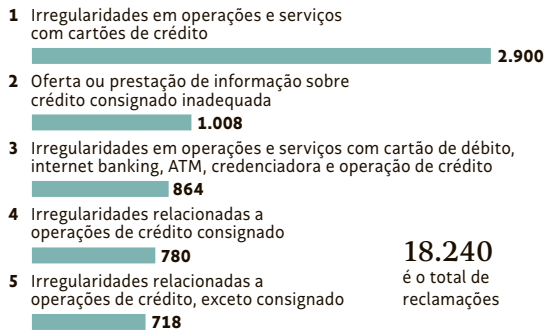 1 Irregularidades em operações e serviços
com cartões de crédito
2.900
2 Oferta ou prestação de informação sobre
crédito consignado inadequada
1.008
3 Irregularidades em operações e serviços com cartão de débito,
internet banking, ATM, credenciadora e operação de crédito
864
4 Irregularidades relacionadas a
operações de crédito consignado
780
5 Irregularidades relacionadas a
operações de crédito, exceto consignado
718
18.240
é o total de
reclamações